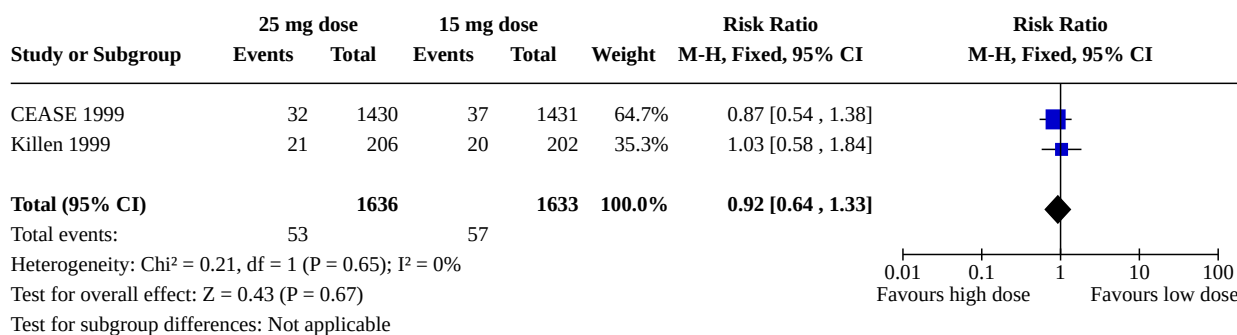 25 mg dose 15 mg dose Risk Ratio Risk Ratio
Study or Subgroup Events Total Events Total Weight M-H, Fixed, 95% CI M-H, Fixed, 95% CI
CEASE 1999 32 1430 37 1431 64.7% 0.87 [0.54 , 1.38]
Killen 1999 21 206 20 202 35.3% 1.03 [0.58 , 1.84]
Total (95% CI) 1636 1633 100.0% 0.92 [0.64 , 1.33]
Total events: 53 57
Heterogeneity: Chi² = 0.21, df = 1 (P = 0.65); I² = 0%
0.01 0.1 1 10 100
Test for overall effect: Z = 0.43 (P = 0.67)
Favours high dose Favours low dose
Test for subgroup differences: Not applicable